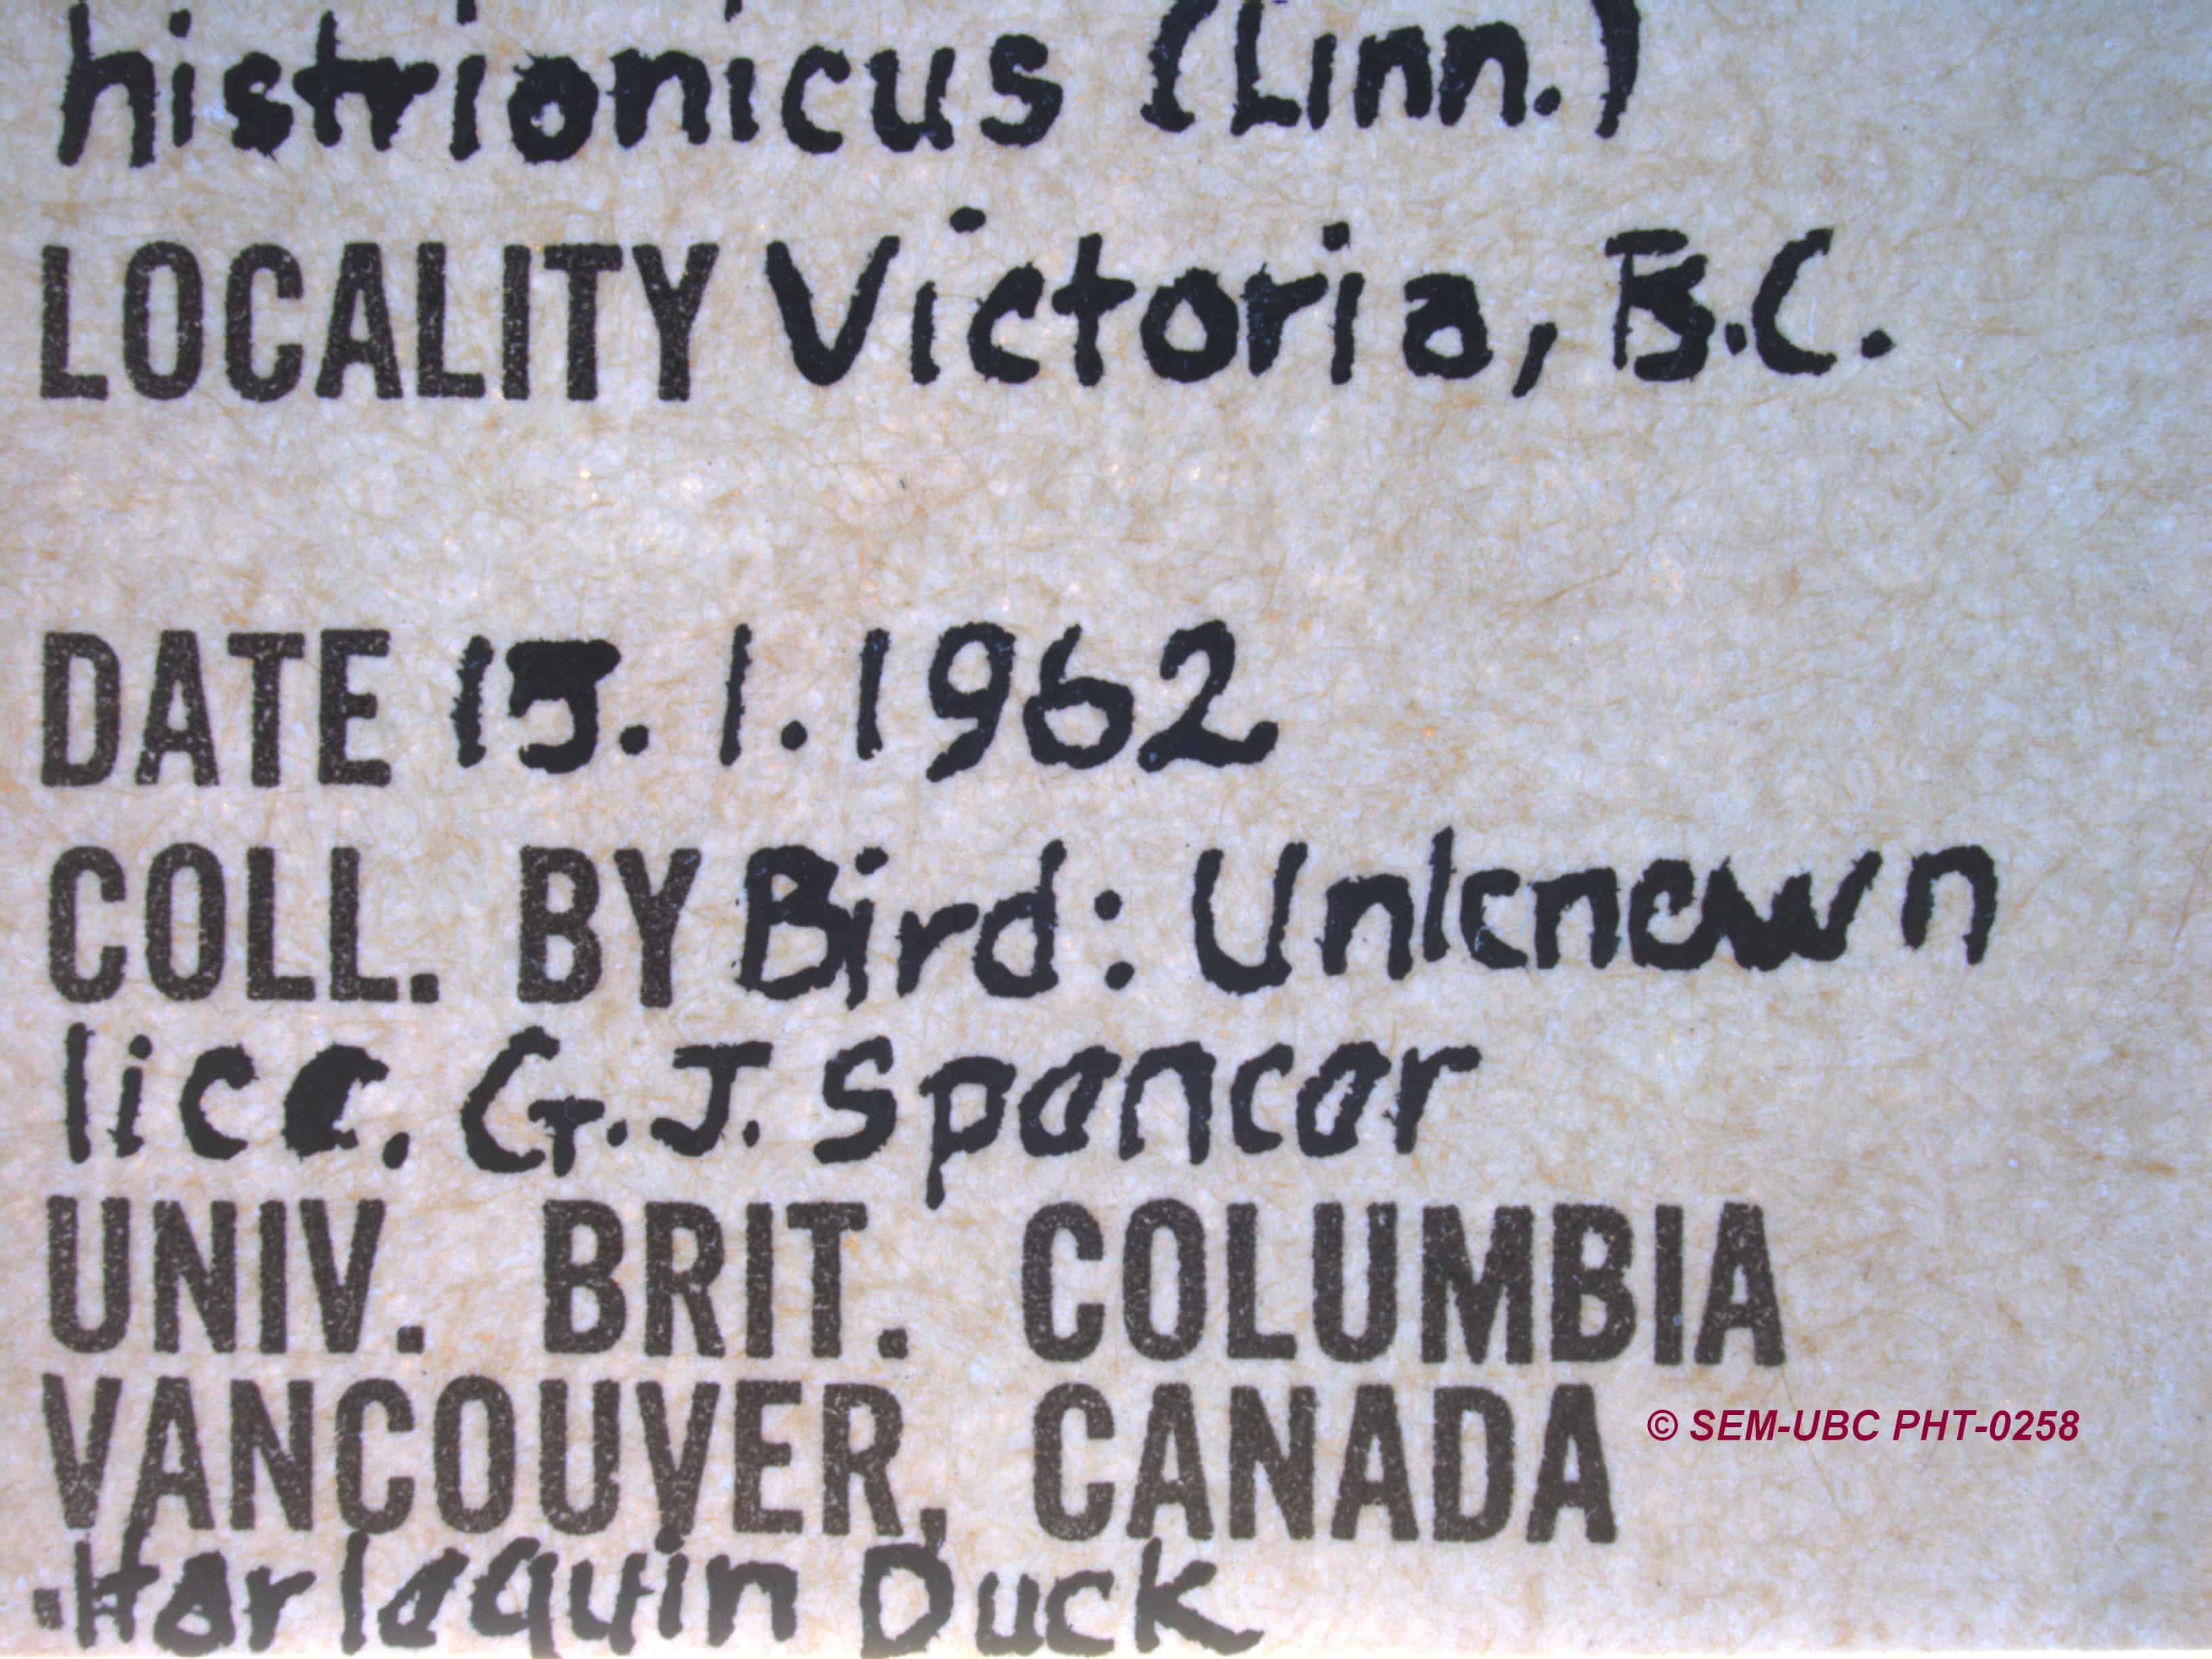 histrionicus (Linn.)
LOCALITY Victoria, B.C.
DATE 15.1.1962
COLL. BY Bird: Unknown
lice. G.J. Spencer
UNIV. BRIT. COLUMBIA
VANCOUVER, CANADA
© SEM-UBC PHT-0258
Harlequin Duck